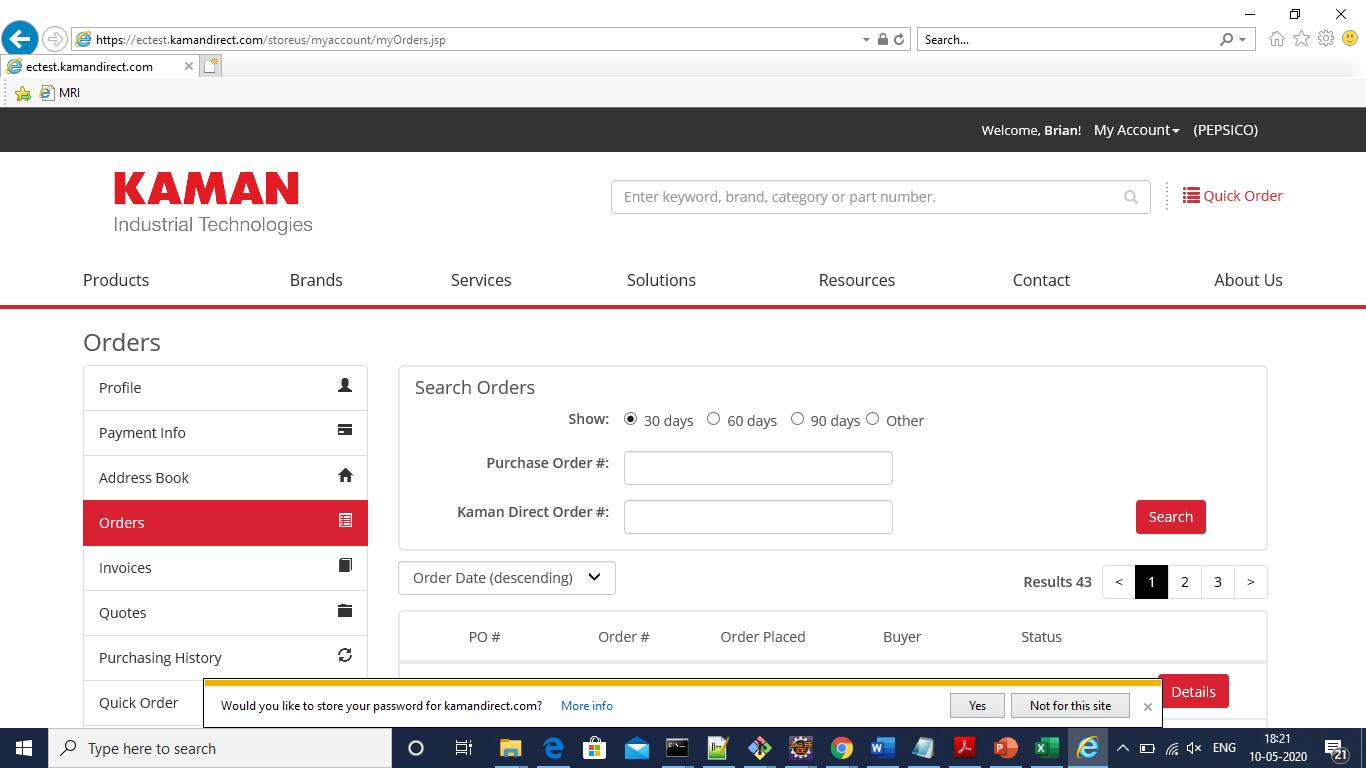 https://ectest.kamandirect.com/storeus/myaccount/myOrders.jsp
Search...
ectest.kamandirect.com
MRI
Welcome, Brian! My Account (PEPSICO)
KAMAN
Industrial Technologies
Enter keyword, brand, category or part number.
Quick Order
Products Brands Services Solutions Resources Contact About Us
Orders
Profile
Payment Info
Address Book
Orders
Invoices
Quotes
Purchasing History
Quick Order
Search Orders
Show: 30 days 60 days 90 days Other
Purchase Order #:
Kaman Direct Order #:
Search
Order Date (descending)
Results 43 < 1 2 3 >
PO # Order # Order Placed Buyer Status
Details
Would you like to store your password for kamandirect.com? More info Yes Not for this site
Type here to search
ENG
18:21
10-05-2020
21